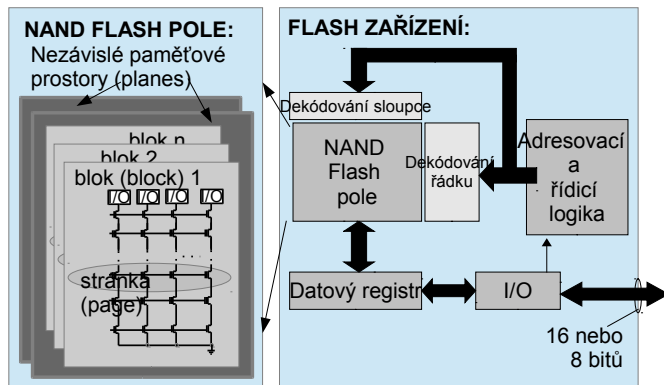 NAND FLASH POLE:
Nezávislé paměťové
prostory (planes)
blok n
blok 2
blok (block) 1
I/O I/O I/O I/O
stránka
(page)
FLASH ZAŘÍZENÍ:
Dekódování sloupce
NAND
Flash
pole
Dekódování
řádku
Adresovací
a
řídicí
logika
Datový registr
I/O
16 nebo
8 bitů